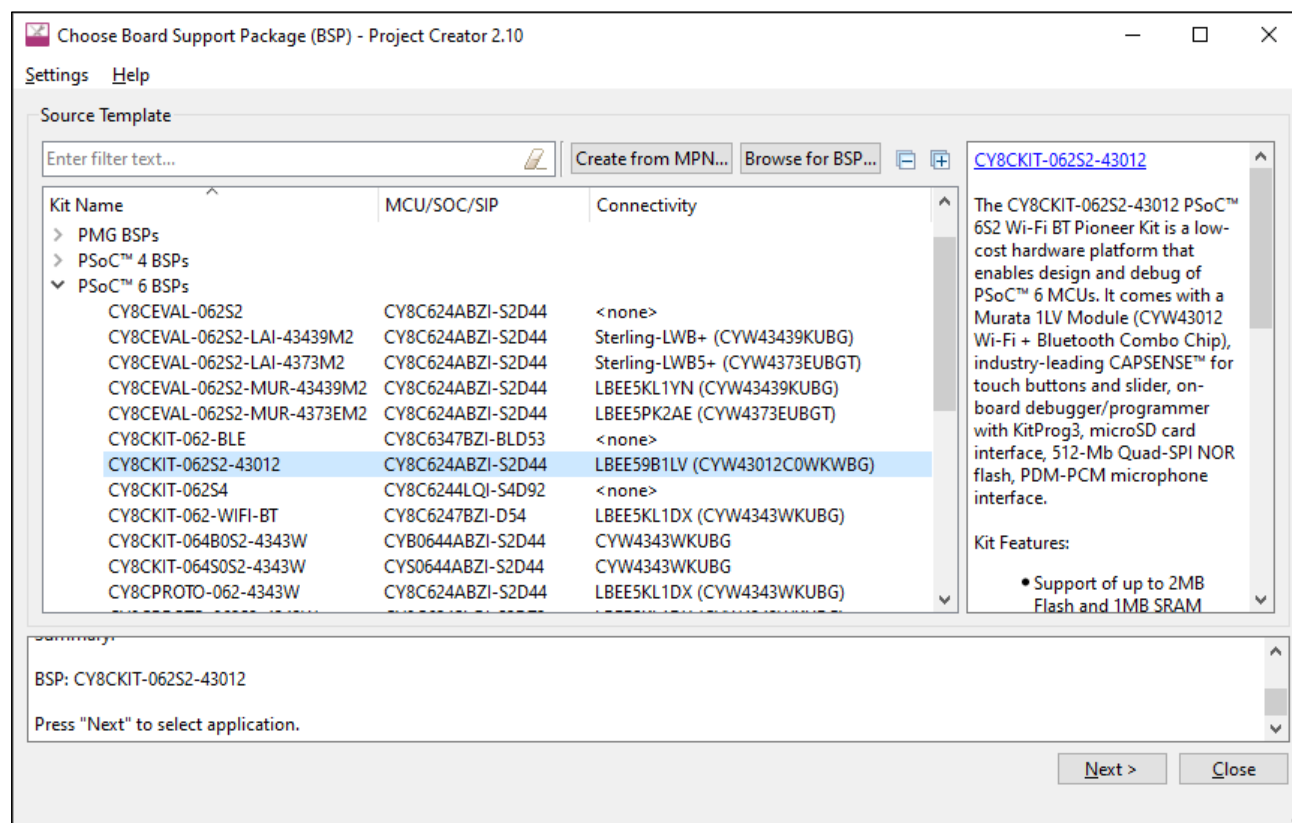 Choose Board Support Package (BSP) - Project Creator 2.10
Settings Help
Source Template
Enter filter text...
Create from MPN... Browse for BSP...
Kit Name MCU/SOC/SIP Connectivity
PMG BSPs
PSoC™ 4 BSPs
PSoC™ 6 BSPs
CY8CEVAL-062S2 CY8C624ABZI-S2D44 <none>
CY8CEVAL-062S2-LAI-43439M2 CY8C624ABZI-S2D44 Sterling-LWB+ (CYW43439KUBG)
CY8CEVAL-062S2-LAI-4373M2 CY8C624ABZI-S2D44 Sterling-LWB5+ (CYW4373EUBGT)
CY8CEVAL-062S2-MUR-43439M2 CY8C624ABZI-S2D44 LBEE5KL1YN (CYW43439KUBG)
CY8CEVAL-062S2-MUR-4373EM2 CY8C624ABZI-S2D44 LBEE5PK2AE (CYW4373EUBGT)
CY8CKIT-062-BLE CY8C6347BZI-BLD53 <none>
CY8CKIT-062S2-43012 CY8C624ABZI-S2D44 LBEE59B1LV (CYW43012C0WKWBG)
CY8CKIT-062S4 CY8C6244LQI-S4D92 <none>
CY8CKIT-062-WIFI-BT CY8C6247BZI-D54 LBEE5KL1DX (CYW4343WKUBG)
CY8CKIT-064B0S2-4343W CYB0644ABZI-S2D44 CYW4343WKUBG
CY8CKIT-064S0S2-4343W CYS0644ABZI-S2D44 CYW4343WKUBG
CY8CPROTO-062-4343W CY8C624ABZI-S2D44 LBEE5KL1DX (CYW4343WKUBG)
CY8CKIT-062S2-43012
The CY8CKIT-062S2-43012 PSoC™
6S2 Wi-Fi BT Pioneer Kit is a low-
cost hardware platform that
enables design and debug of
PSoC™ 6 MCUs. It comes with a
Murata 1LV Module (CYW43012
Wi-Fi + Bluetooth Combo Chip),
industry-leading CAPSENSE™ for
touch buttons and slider, on-
board debugger/programmer
with KitProg3, microSD card
interface, 512-Mb Quad-SPI NOR
flash, PDM-PCM microphone
interface.
Kit Features:
• Support of up to 2MB
Flash and 1MB SRAM
Summary:
BSP: CY8CKIT-062S2-43012
Press "Next" to select application.
Next > Close